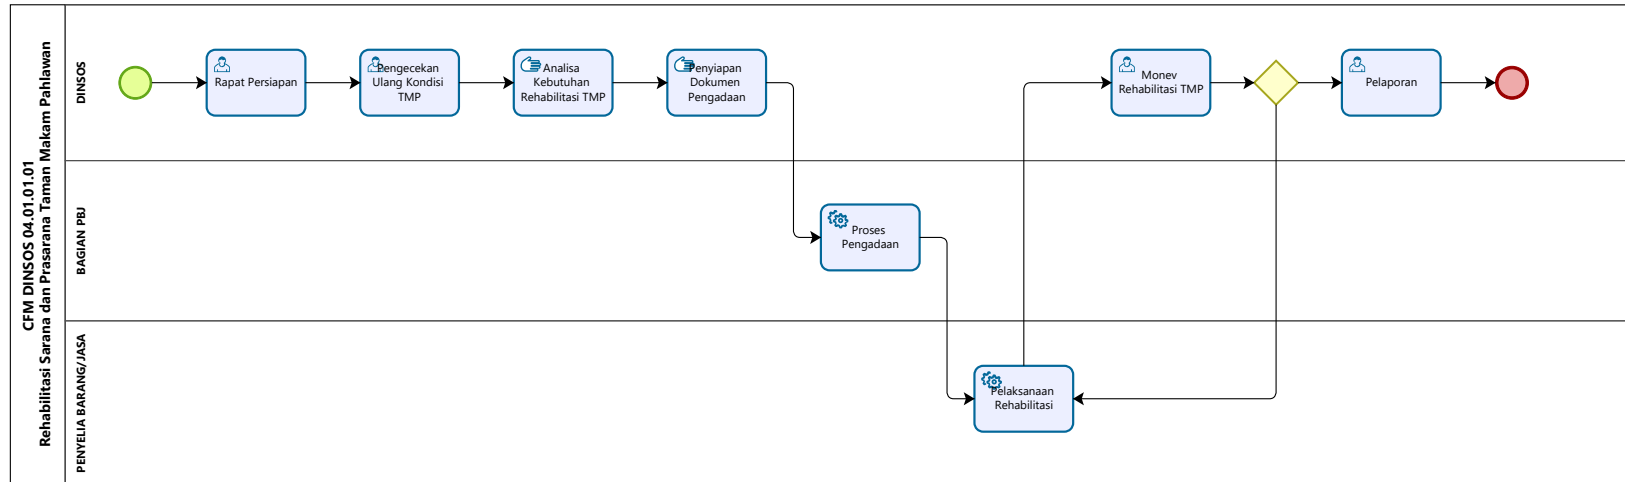 CFM DINSOS 04.01.01.01.01
Rehabilitasi Sarana dan Prasarana Taman Makam Pahlawan
DINSOS
Rapat Persiapan
Pengecekan
Ulang Kondisi
TMP
Analisa
Kebutuhan
Rehabilitasi TMP
Penyiapan
Dokumen
Pengadaan
Monev
Rehabilitasi TMP
Pelaporan
BAGIAN PBJ
Proses
Pengadaan
PENYELIA BARANG/JASA
Pelaksanaan
Rehabilitasi